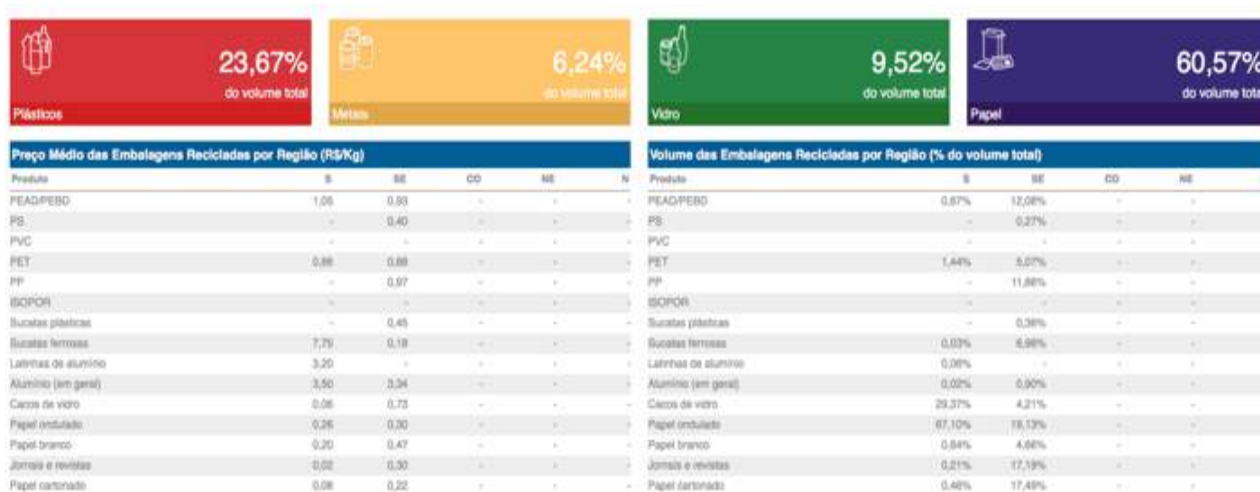 23,67%
do volume total
Plásticos
6,24%
do volume total
Metais
9,52%
do volume total
Vidro
60,57%
do volume tota
Papel
Preço Médio das Embalagens Recicladas por Região (R$/Kg)
Produto S SE CO NE N
PEAD/PEBD 1,05 0,93 - - -
PS - 0,40 - - -
PVC - - - - -
PET 0,88 0,88 - - -
PP - 0,97 - - -
ISOPOR - - - - -
Sucatas plásticas - 0,45 - - -
Sucatas ferrosas 7,75 0,18 - - -
Latinhas de alumínio 3,20 - - - -
Alumínio (em geral) 3,50 3,34 - - -
Cacos de vidro 0,08 0,73 - - -
Papel ondulado 0,26 0,30 - - -
Papel branco 0,20 0,47 - - -
Jornais e revistas 0,02 0,30 - - -
Papel cartonado 0,08 0,22 - - -
Volume das Embalagens Recicladas por Região (% do volume total)
Produto S SE CO NE
PEAD/PEBD 0,67% 12,08% - -
PS - 0,27% - -
PVC - - - -
PET 1,44% 5,07% - -
PP - - -
ISOPOR - - - -
Sucatas plásticas - 0,36% - -
Sucatas ferrosas 0,03% 6,98% - -
Latinhas de alumínio 0,06% - - -
Alumínio (em geral) 0,02% 0,90% - -
Cacos de vidro 29,37% 4,21% - -
Papel ondulado 67,10% - -
Papel branco 4,66% - -
Jornais e revistas 0,21% 17,19% - -
Papel cartonado 0,46% 17,49% - -